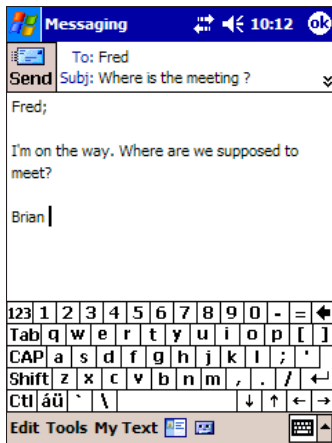 Messaging 10:12 ok
To: Fred
Send Subj: Where is the meeting ?
Fred;
I'm on the way. Where are we supposed to
meet?
Brian
123 1 2 3 4 5 6 7 8 9 0 - =
Tab q w e r t y u i o p [ ]
CAP a s d f g h j k l ; '
Shift z x c v b n m , . /
Ctl áü ` \
Edit Tools My Text